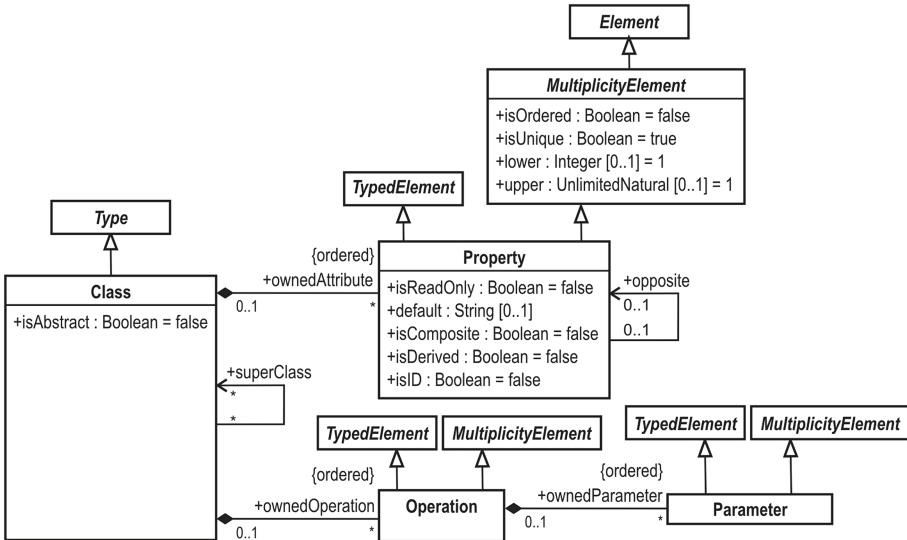 Element
MultiplicityElement
+isOrdered : Boolean = false
+isUnique : Boolean = true
+lower : Integer [0..1] = 1
+upper : UnlimitedNatural [0..1] = 1
TypedElement
Type
{ordered}
+ownedAttribute
0..1
*
Property
+isReadOnly : Boolean = false
+default : String [0..1]
+isComposite : Boolean = false
+isDerived : Boolean = false
+isID : Boolean = false
+opposite
0..1
0..1
Class
+isAbstract : Boolean = false
+superClass
*
*
TypedElement
MultiplicityElement
TypedElement
MultiplicityElement
{ordered}
+ownedOperation
0..1
*
Operation
{ordered}
+ownedParameter
0..1
*
Parameter